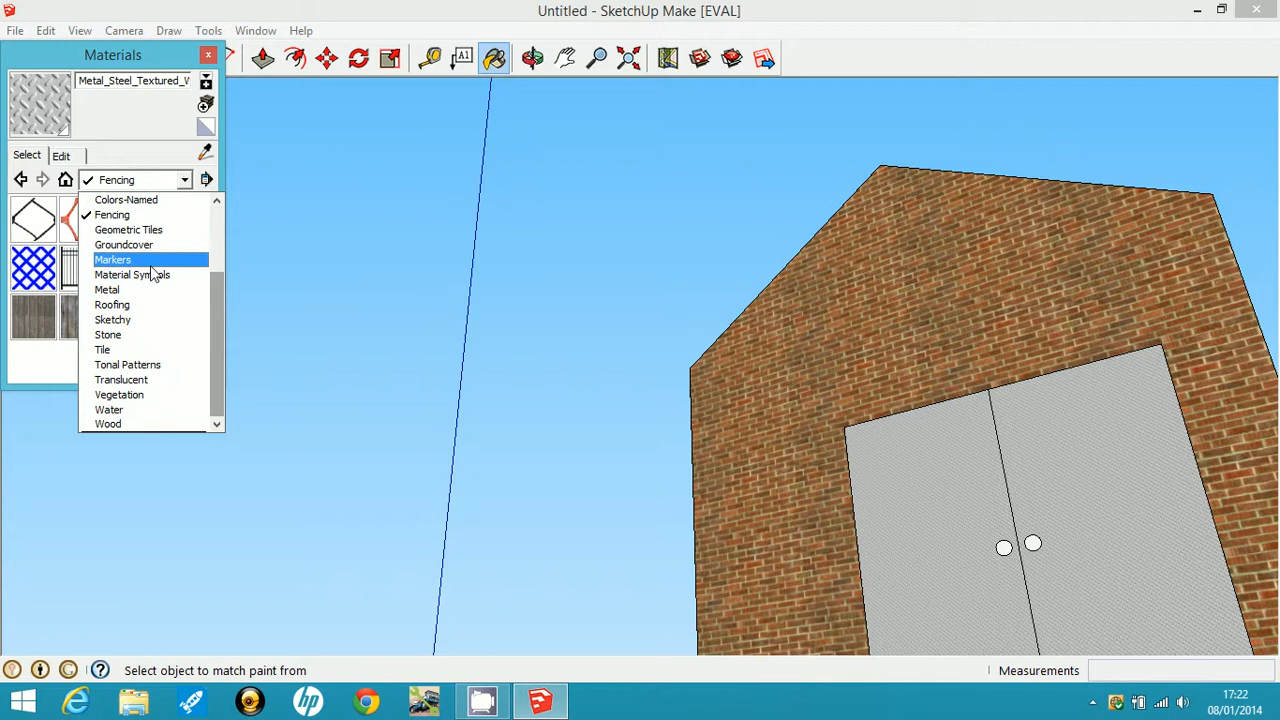 Untitled - SketchUp Make [EVAL]
File Edit View Camera Draw Tools Window Help
Materials
x
A1
Metal_Steel_Textured_W
Select Edit
Fencing
Colors-Named
Fencing
Geometric Tiles
Groundcover
Markers
Material Symbols
Metal
Roofing
Sketchy
Stone
Tile
Tonal Patterns
Translucent
Vegetation
Water
Wood
Select object to match paint from
Measurements
17:22
08/01/2014